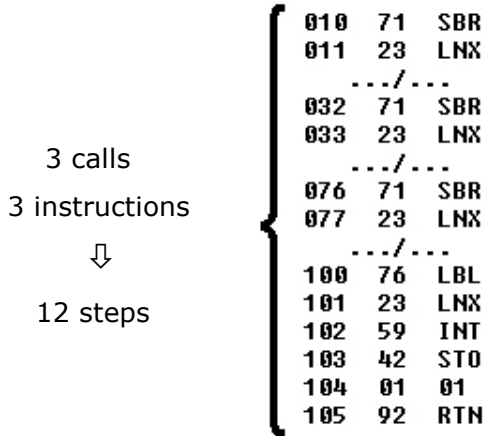 3 calls
3 instructions
⇩
12 steps
010 71 SBR
011 23 LNX
.../...
032 71 SBR
033 23 LNX
.../...
076 71 SBR
077 23 LNX
.../...
100 76 LBL
101 23 LNX
102 59 INT
103 42 STO
104 01 01
105 92 RTN